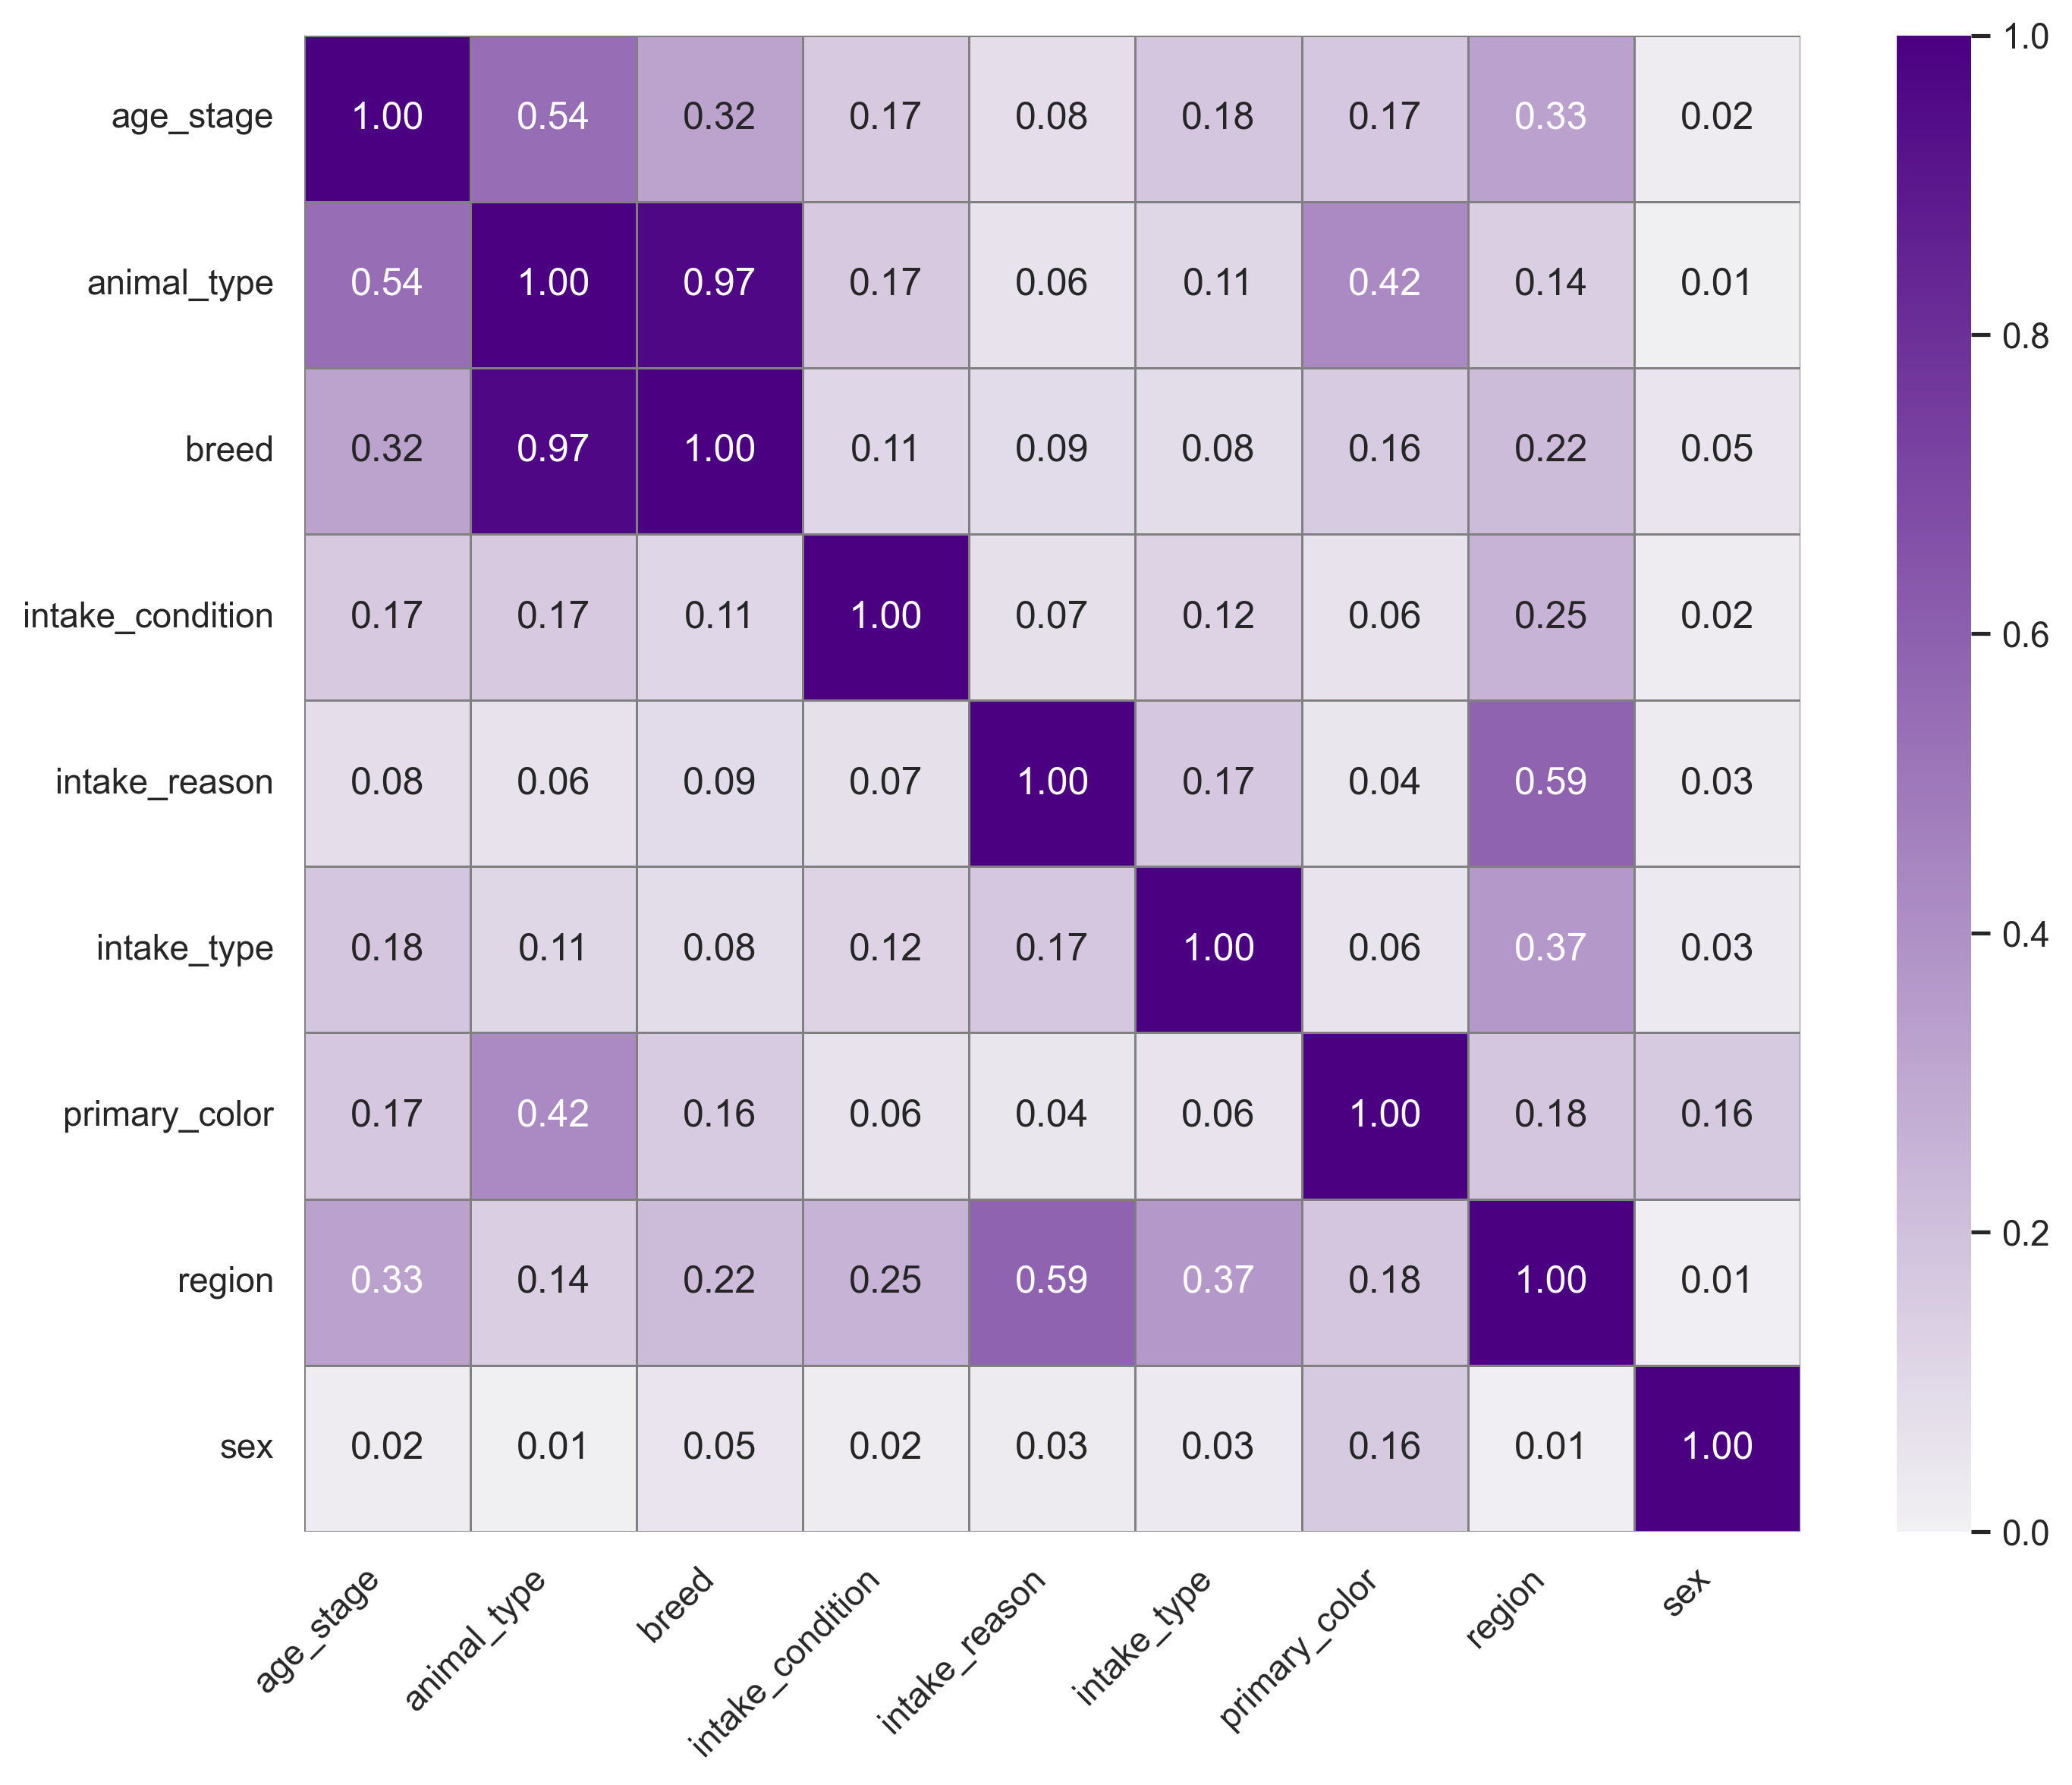 age_stage 1.00 0.54 0.32 0.17 0.08 0.18 0.17 0.33 0.02
animal_type 0.54 1.00 0.97 0.17 0.06 0.11 0.42 0.14 0.01
breed 0.32 0.97 1.00 0.11 0.09 0.08 0.16 0.22 0.05
intake_condition 0.17 0.17 0.11 1.00 0.07 0.12 0.06 0.25 0.02
intake_reason 0.08 0.06 0.09 0.07 1.00 0.17 0.04 0.59 0.03
intake_type 0.18 0.11 0.08 0.12 0.17 1.00 0.06 0.37 0.03
primary_color 0.17 0.42 0.16 0.06 0.04 0.06 1.00 0.18 0.16
region 0.33 0.14 0.22 0.25 0.59 0.37 0.18 1.00 0.01
sex 0.02 0.01 0.05 0.02 0.03 0.03 0.16 0.01 1.00
age_stage animal_type breed intake_condition intake_reason intake_type primary_color region sex
1.0
0.8
0.6
0.4
0.2
0.0